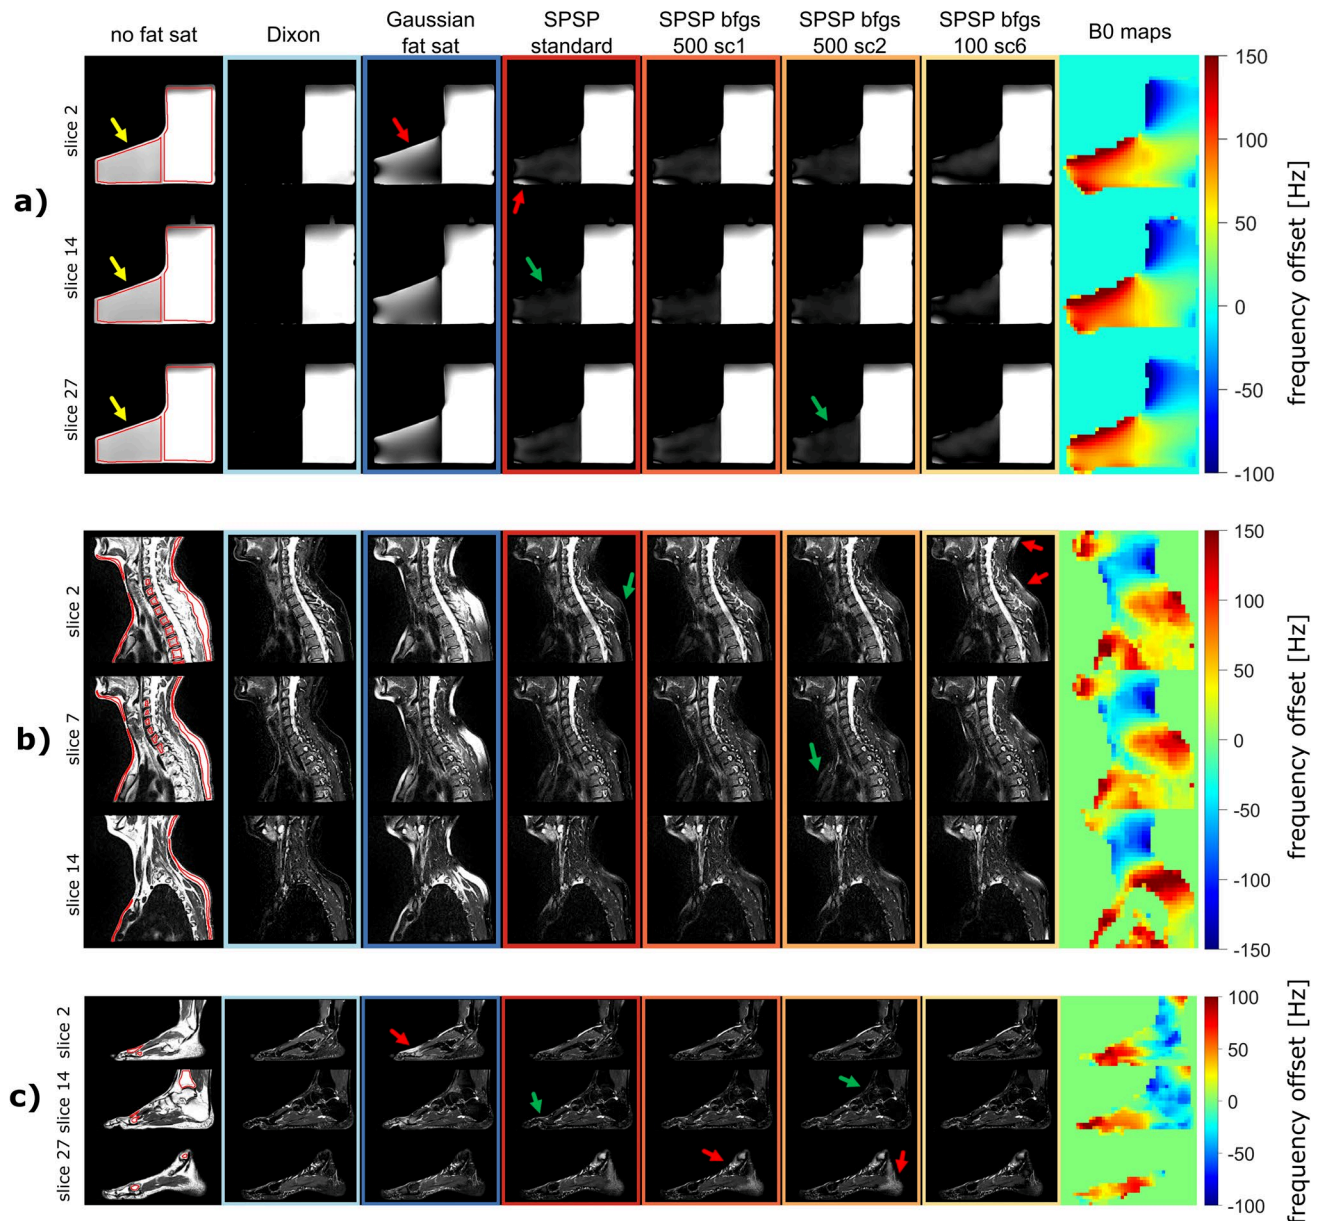 no fat sat
Dixon
Gaussian
fat sat
SPSP
standard
SPSP bfgs
500 sc1
SPSP bfgs
500 sc2
SPSP bfgs
100 sc6
B0 maps
a)
slice 2
slice 14
slice 27
150
100
50
0
-50
-100
frequency offset [Hz]
b)
slice 2
slice 7
slice 14
150
100
50
0
-50
-100
-150
frequency offset [Hz]
c)
slice 2
slice 14
slice 27
100
50
0
-50
-100
frequency offset [Hz]